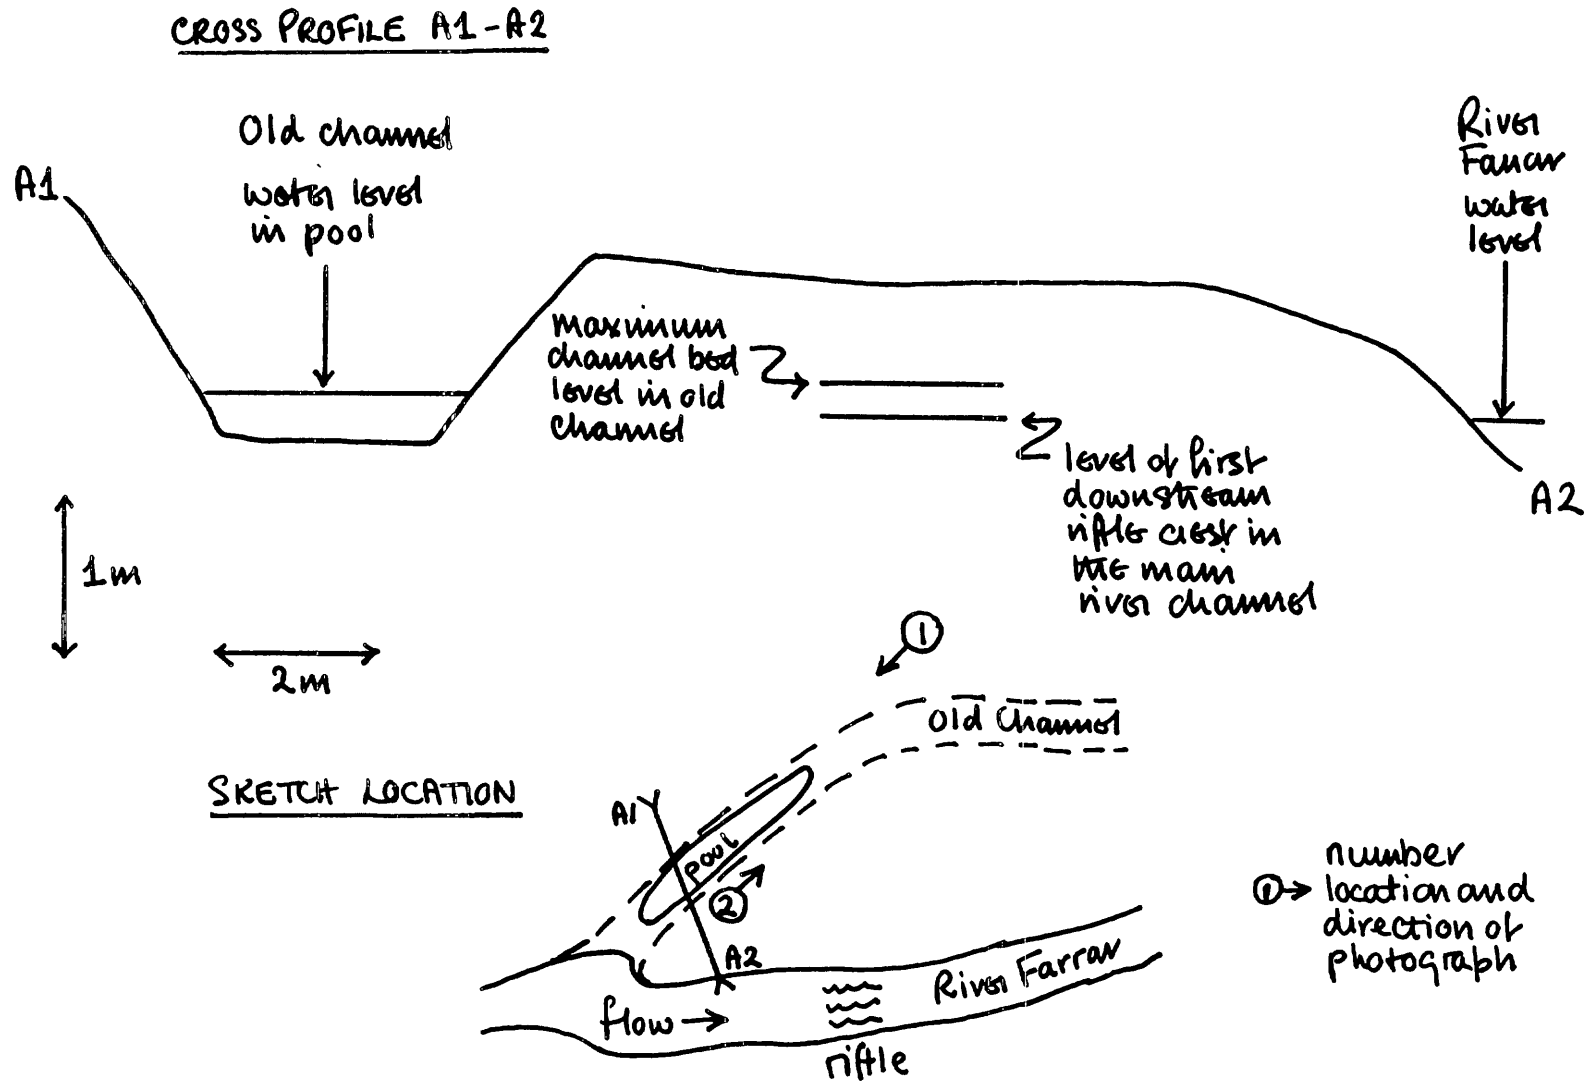 CROSS PROFILE A1-A2
Old channel
water level
in pool
A1
River
Farrar
water
level
maximum
channel bed
level in old
channel
level of first
downstream
riffle crest in
the main
river channel
A2
1m
2m
1
Old Channel
SKETCH LOCATION
A1
pool
2
A2
River Farrar
flow
riffle
number
1 location and
direction of
photograph